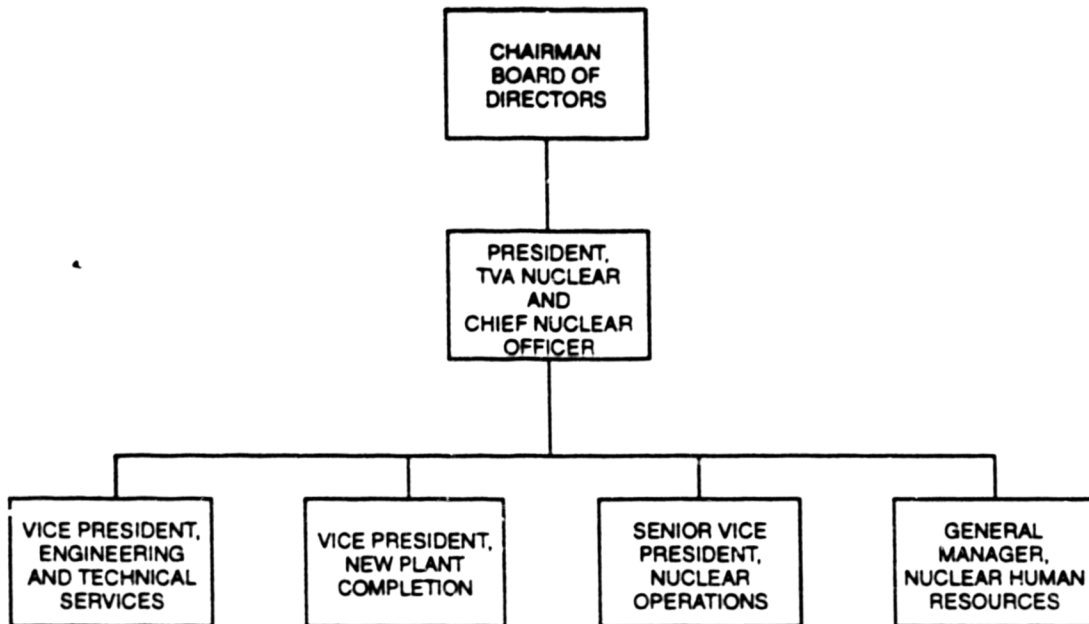 CHAIRMAN
BOARD OF
DIRECTORS
PRESIDENT,
TVA NUCLEAR
AND
CHIEF NUCLEAR
OFFICER
VICE PRESIDENT,
ENGINEERING
AND TECHNICAL
SERVICES
VICE PRESIDENT,
NEW PLANT
COMPLETION
SENIOR VICE
PRESIDENT,
NUCLEAR
OPERATIONS
GENERAL
MANAGER,
NUCLEAR HUMAN
RESOURCES